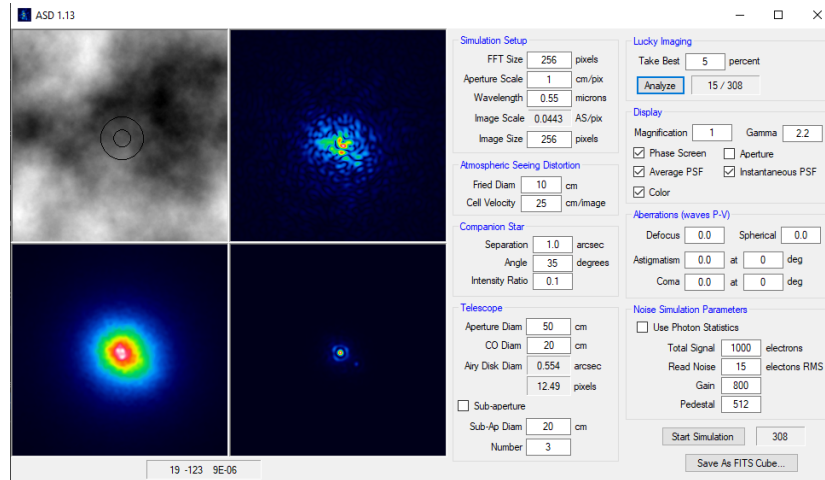 ASD 1.13
Simulation Setup
FFT Size 256 pixels
Aperture Scale 1 cm/pix
Wavelength 0.55 microns
Image Scale 0.0443 AS/pix
Image Size 256 pixels
Atmospheric Seeing Distortion
Fried Diam 10 cm
Cell Velocity 25 cm/image
Companion Star
Separation 1.0 arcsec
Angle 35 degrees
Intensity Ratio 0.1
Telescope
Aperture Diam 50 cm
CO Diam 20 cm
Airy Disk Diam 0.554 arcsec
12.49 pixels
Sub-aperture
Sub-Ap Diam 20 cm
Number 3
Lucky Imaging
Take Best 5 percent
Analyze 15 / 308
Display
Magnification 1 Gamma 2.2
Phase Screen Aperture
Average PSF Instantaneous PSF
Color
Aberrations (waves P-V)
Defocus 0.0 Spherical 0.0
Astigmatism 0.0 at 0 deg
Coma 0.0 at 0 deg
Noise Simulation Parameters
Use Photon Statistics
Total Signal 1000 electrons
Read Noise 15 electons RMS
Gain 800
Pedestal 512
Start Simulation 308
Save As FITS Cube...
19 -123 9E-06